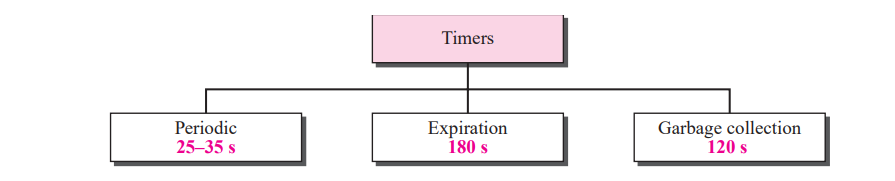 Timers
Periodic
25–35 s
Expiration
180 s
Garbage collection
120 s